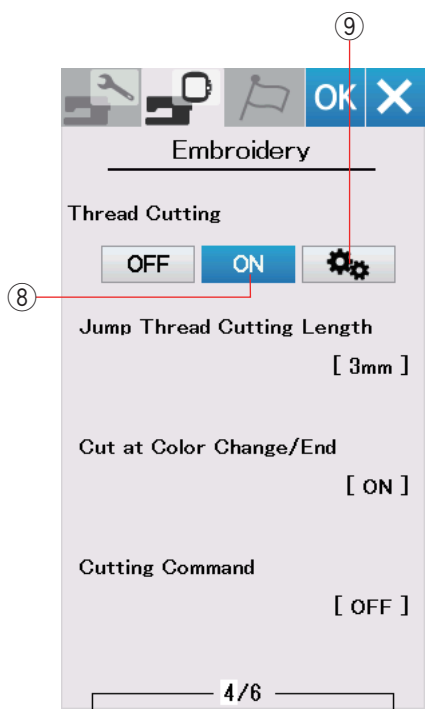 ⑨
OK X
Embroidery
Thread Cutting
OFF ON
⑧
Jump Thread Cutting Length
[ 3mm ]
Cut at Color Change/End
[ ON ]
Cutting Command
[ OFF ]
4/6